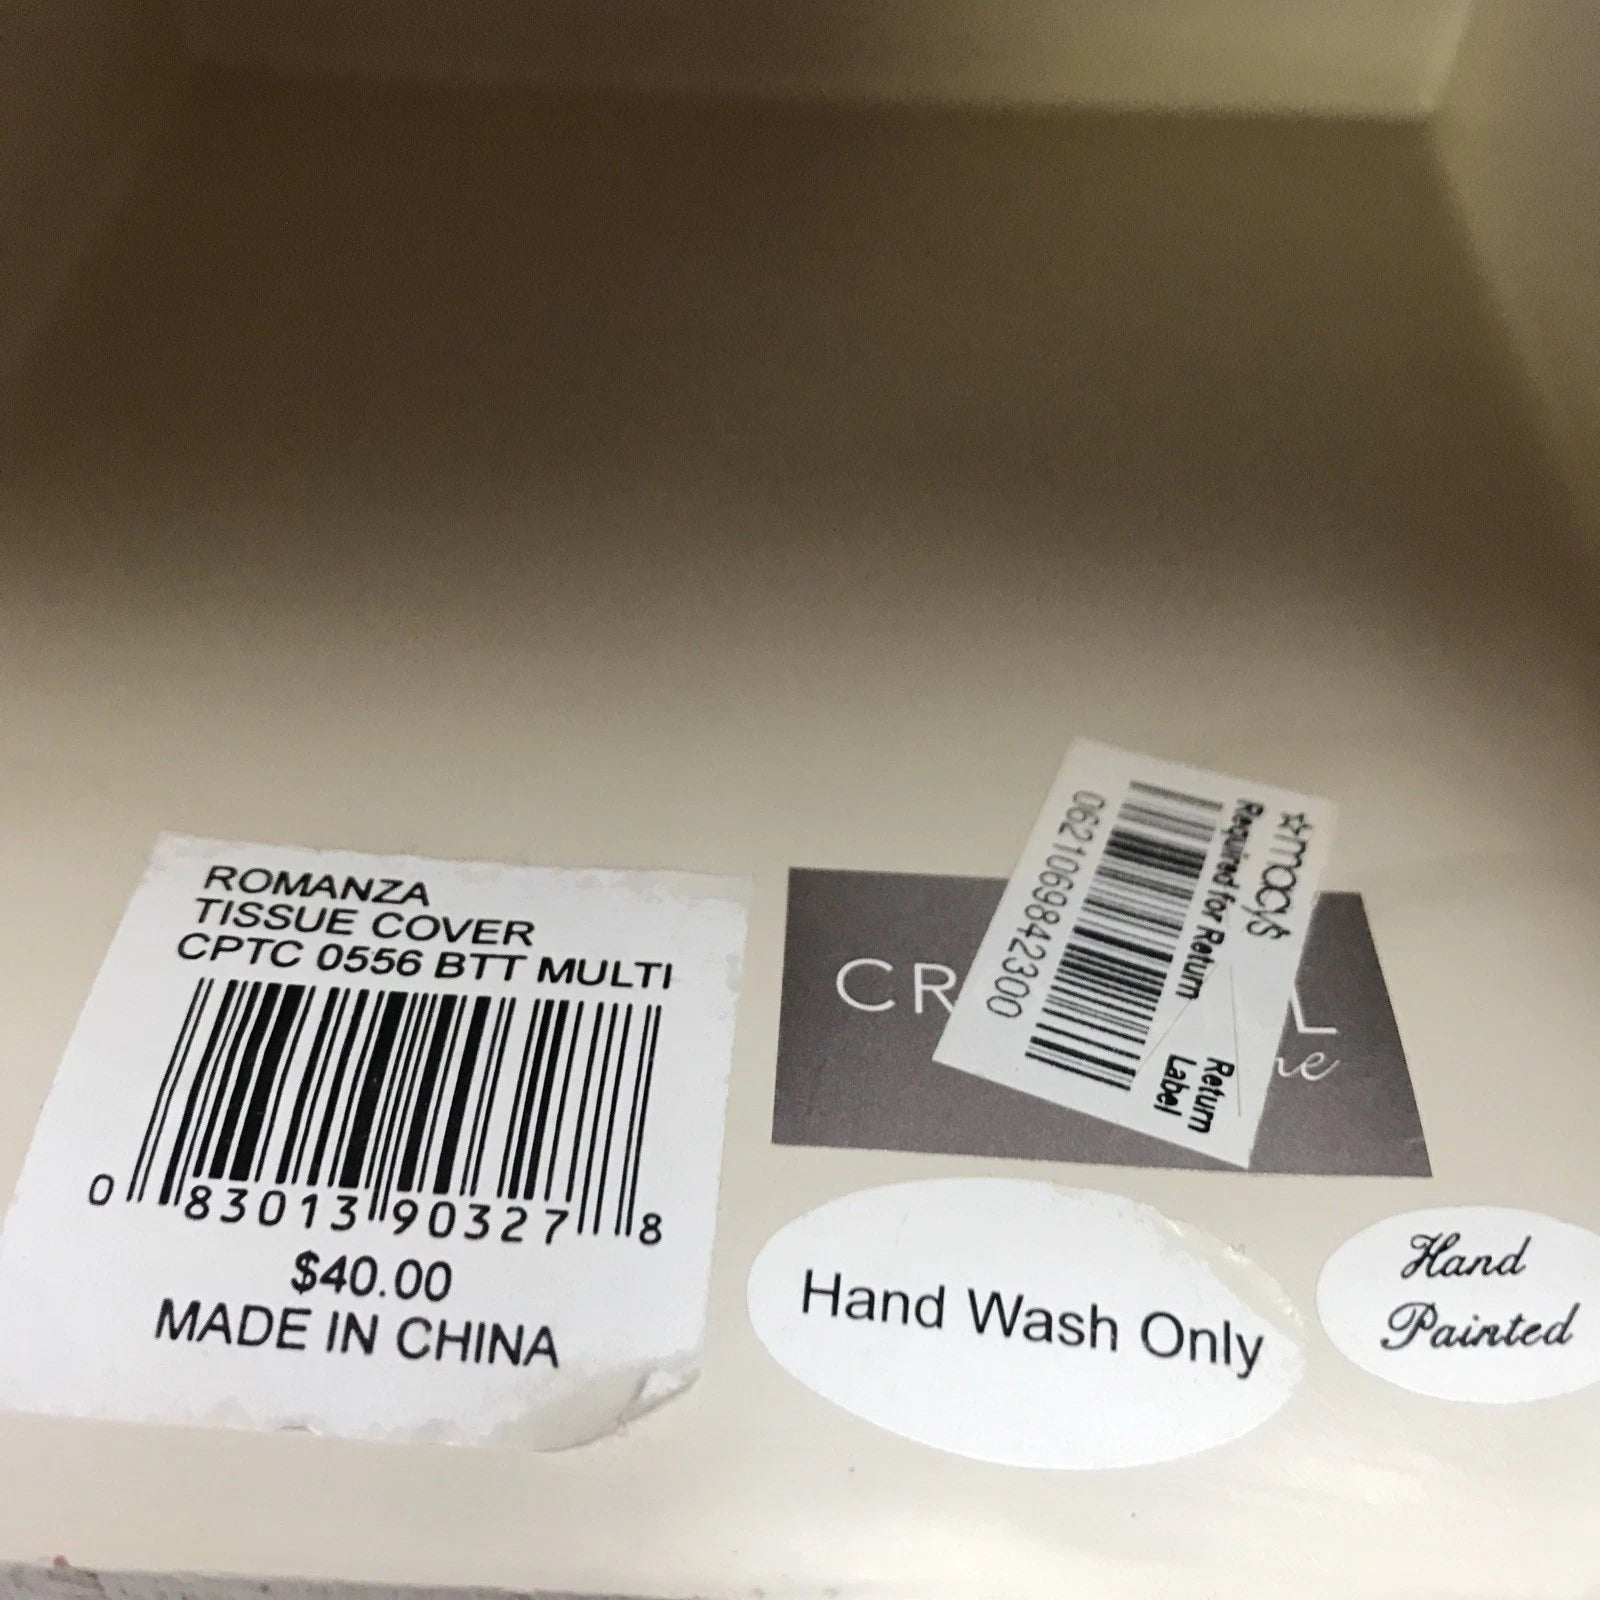 ROMANZA
TISSUE COVER
CPTC 0556 BTT MULTI
0 83013 90327 8
$40.00
MADE IN CHINA
☆macy's
Required for Return
Return
Label
0621069842300
Hand Wash Only
Hand
Painted